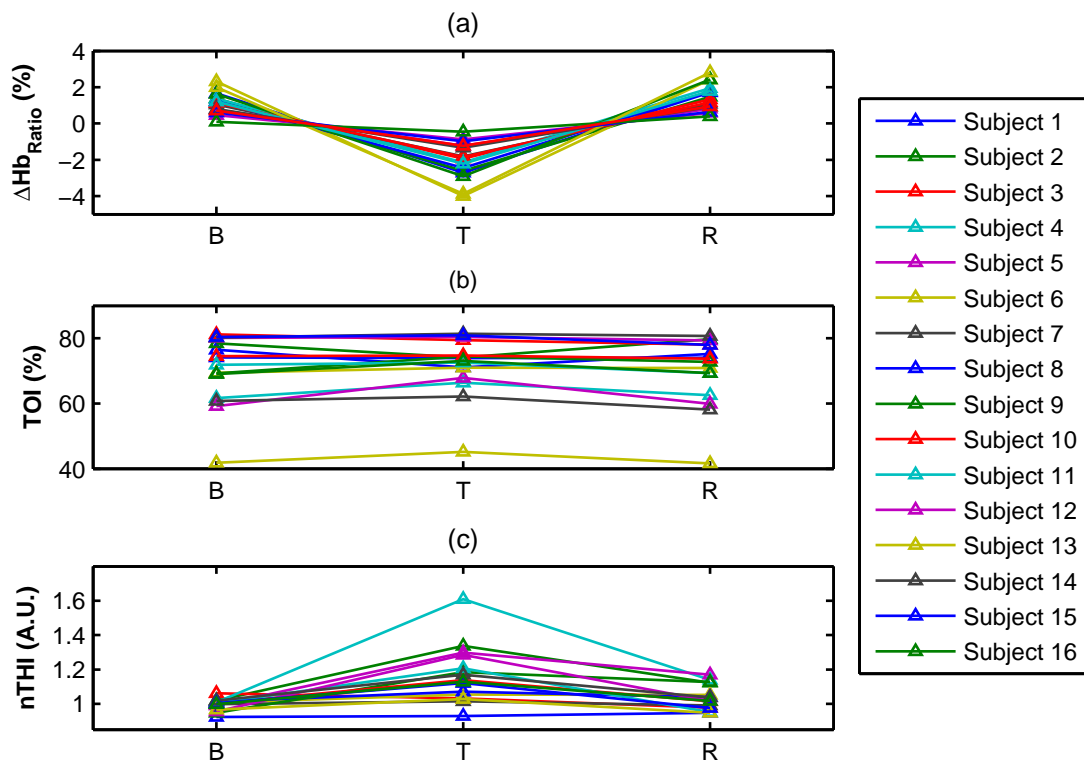 (a)
ΔHb_Ratio (%)
4
2
0
−2
−4
B T R
(b)
TOI (%)
80
60
40
B T R
(c)
nTHI (A.U.)
1.6
1.4
1.2
1
B T R
Subject 1
Subject 2
Subject 3
Subject 4
Subject 5
Subject 6
Subject 7
Subject 8
Subject 9
Subject 10
Subject 11
Subject 12
Subject 13
Subject 14
Subject 15
Subject 16